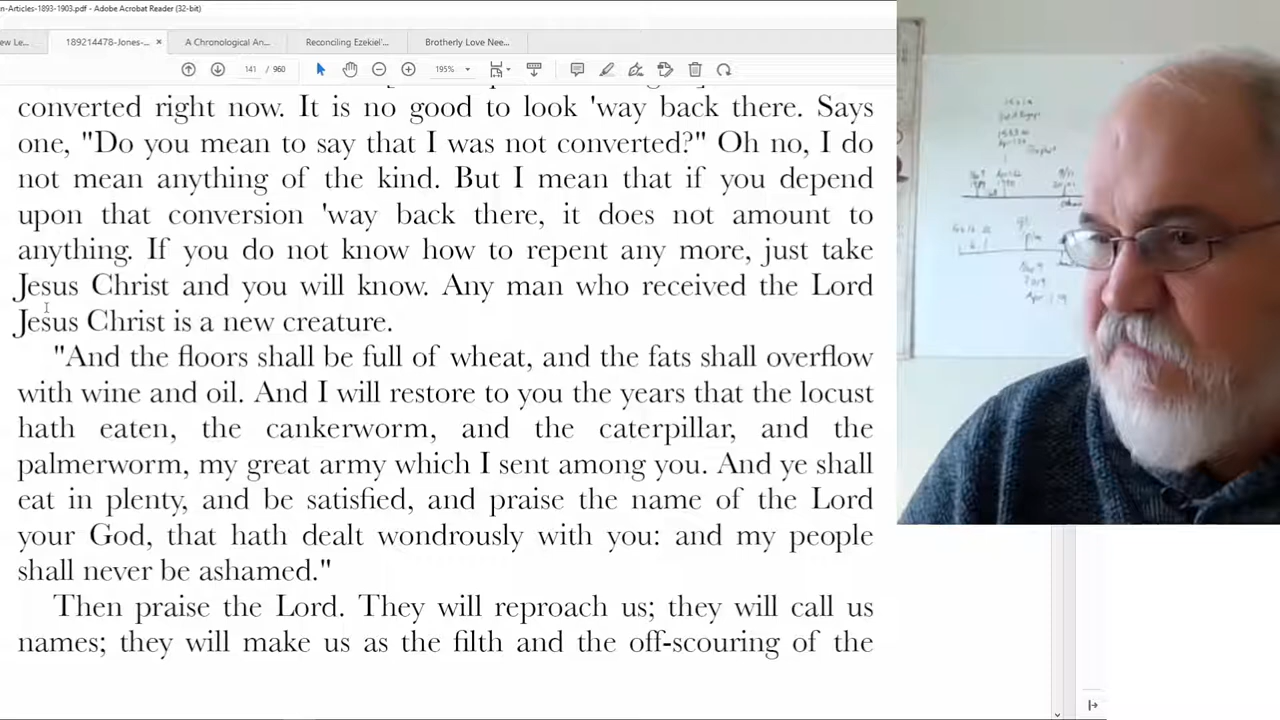 n-Articles-1893-1903.pdf - Adobe Acrobat Reader (32-bit)
ew Le...
189214478-Jones-...
×
A Chronological An...
Reconciling Ezekiel'...
Brotherly Love Nee...
141 / 960
195%
converted right now. It is no good to look 'way back there. Says
one, "Do you mean to say that I was not converted?" Oh no, I do
not mean anything of the kind. But I mean that if you depend
upon that conversion 'way back there, it does not amount to
anything. If you do not know how to repent any more, just take
Jesus Christ and you will know. Any man who received the Lord
Jesus Christ is a new creature.
"And the floors shall be full of wheat, and the fats shall overflow
with wine and oil. And I will restore to you the years that the locust
hath eaten, the cankerworm, and the caterpillar, and the
palmerworm, my great army which I sent among you. And ye shall
eat in plenty, and be satisfied, and praise the name of the Lord
your God, that hath dealt wondrously with you: and my people
shall never be ashamed."
Then praise the Lord. They will reproach us; they will call us
names; they will make us as the filth and the off-scouring of the